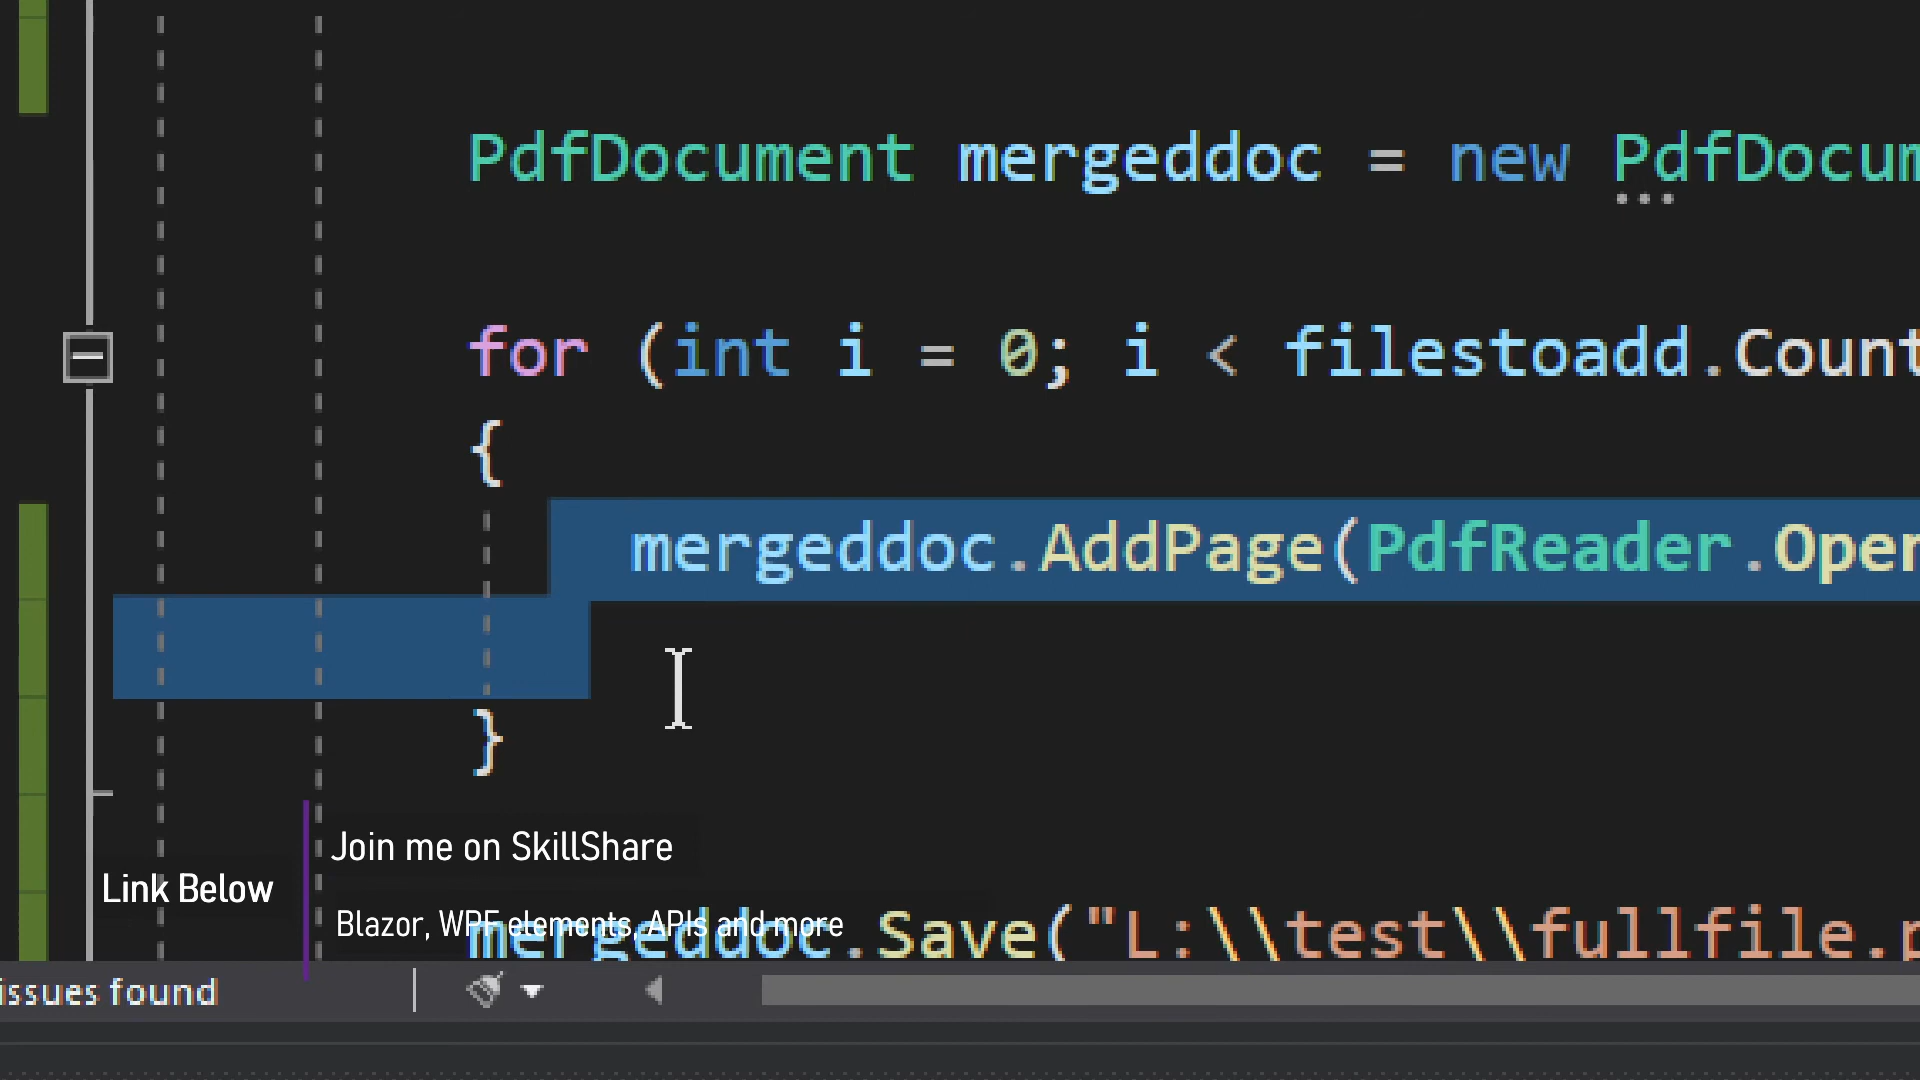 PdfDocument mergeddoc = new PdfDocum
for (int i = 0; i < filestoadd.Count
{
mergeddoc.AddPage(PdfReader.Open
}
Join me on SkillShare
Link Below
Blazor, WPF elements, APIs and more
mergeddoc.Save("L:\\test\\fullfile.p
issues found